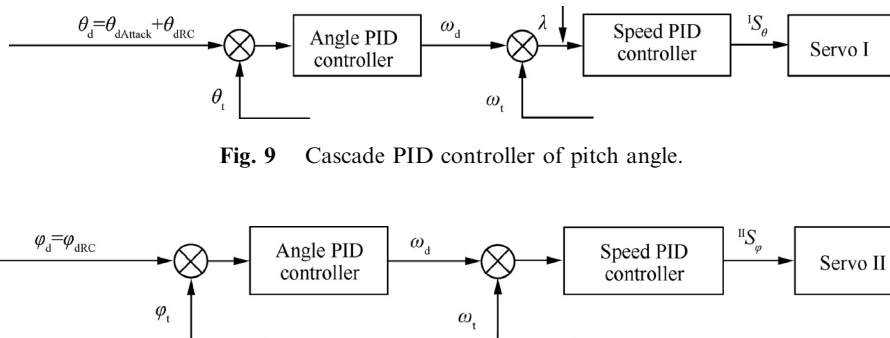 θd=θdAttack+θdRC
Angle PID controller
ωd
λ
Speed PID controller
ᴵSθ
Servo I
θt
ωt
Fig. 9 Cascade PID controller of pitch angle.
φd=φdRC
Angle PID controller
ωd
Speed PID controller
ᴵᴵSφ
Servo II
φt
ωt